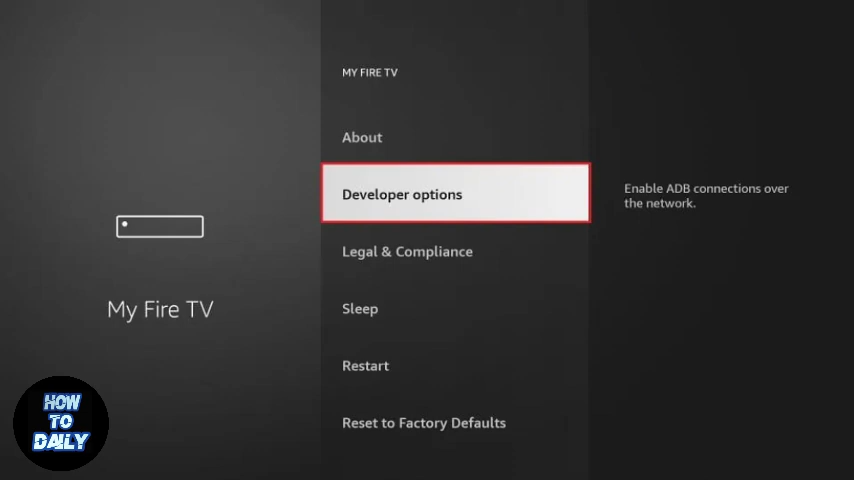 MY FIRE TV
About
Developer options
Enable ADB connections over
the network.
Legal & Compliance
My Fire TV
Sleep
Restart
Reset to Factory Defaults
HOW
TO
DAILY